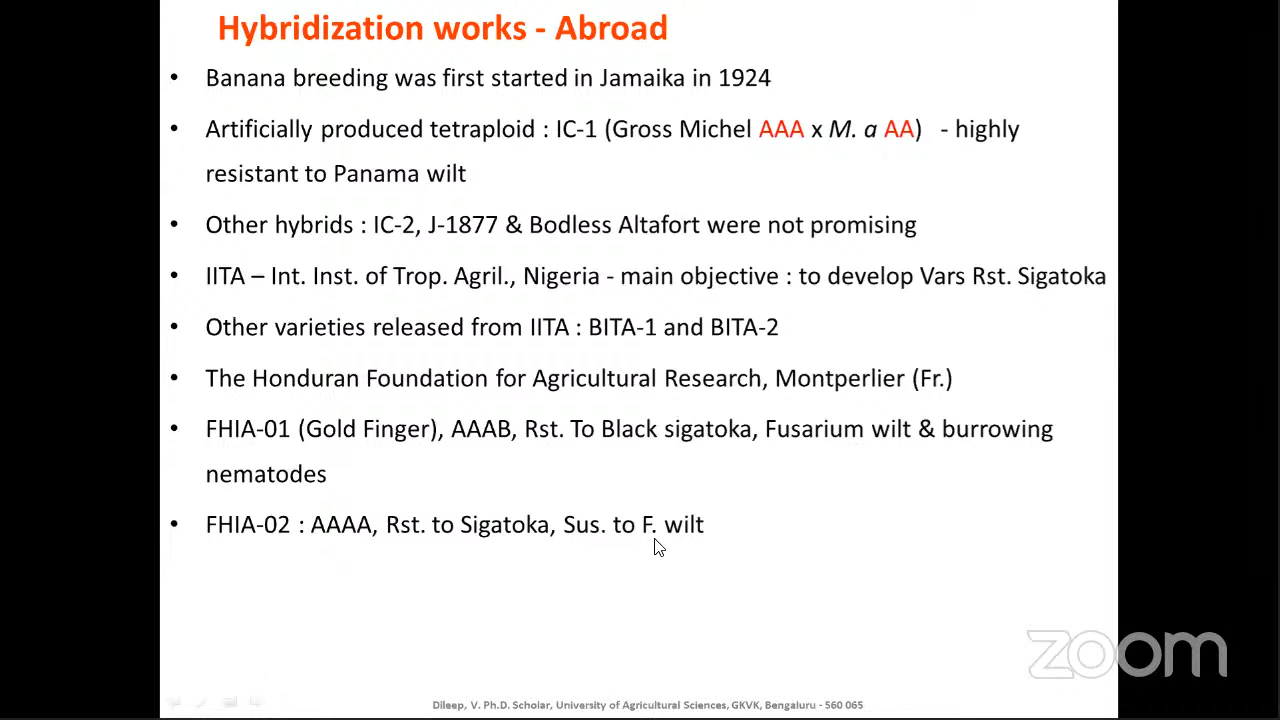 Hybridization works - Abroad
• Banana breeding was first started in Jamaika in 1924
• Artificially produced tetraploid : IC-1 (Gross Michel AAA x M. a AA) - highly
resistant to Panama wilt
• Other hybrids : IC-2, J-1877 & Bodless Altafort were not promising
• IITA – Int. Inst. of Trop. Agril., Nigeria - main objective : to develop Vars Rst. Sigatoka
• Other varieties released from IITA : BITA-1 and BITA-2
• The Honduran Foundation for Agricultural Research, Montperlier (Fr.)
• FHIA-01 (Gold Finger), AAAB, Rst. To Black sigatoka, Fusarium wilt & burrowing
nematodes
• FHIA-02 : AAAA, Rst. to Sigatoka, Sus. to F. wilt
zoom
Dileep, V. Ph.D. Scholar, University of Agricultural Sciences, GKVK, Bengaluru - 560 065